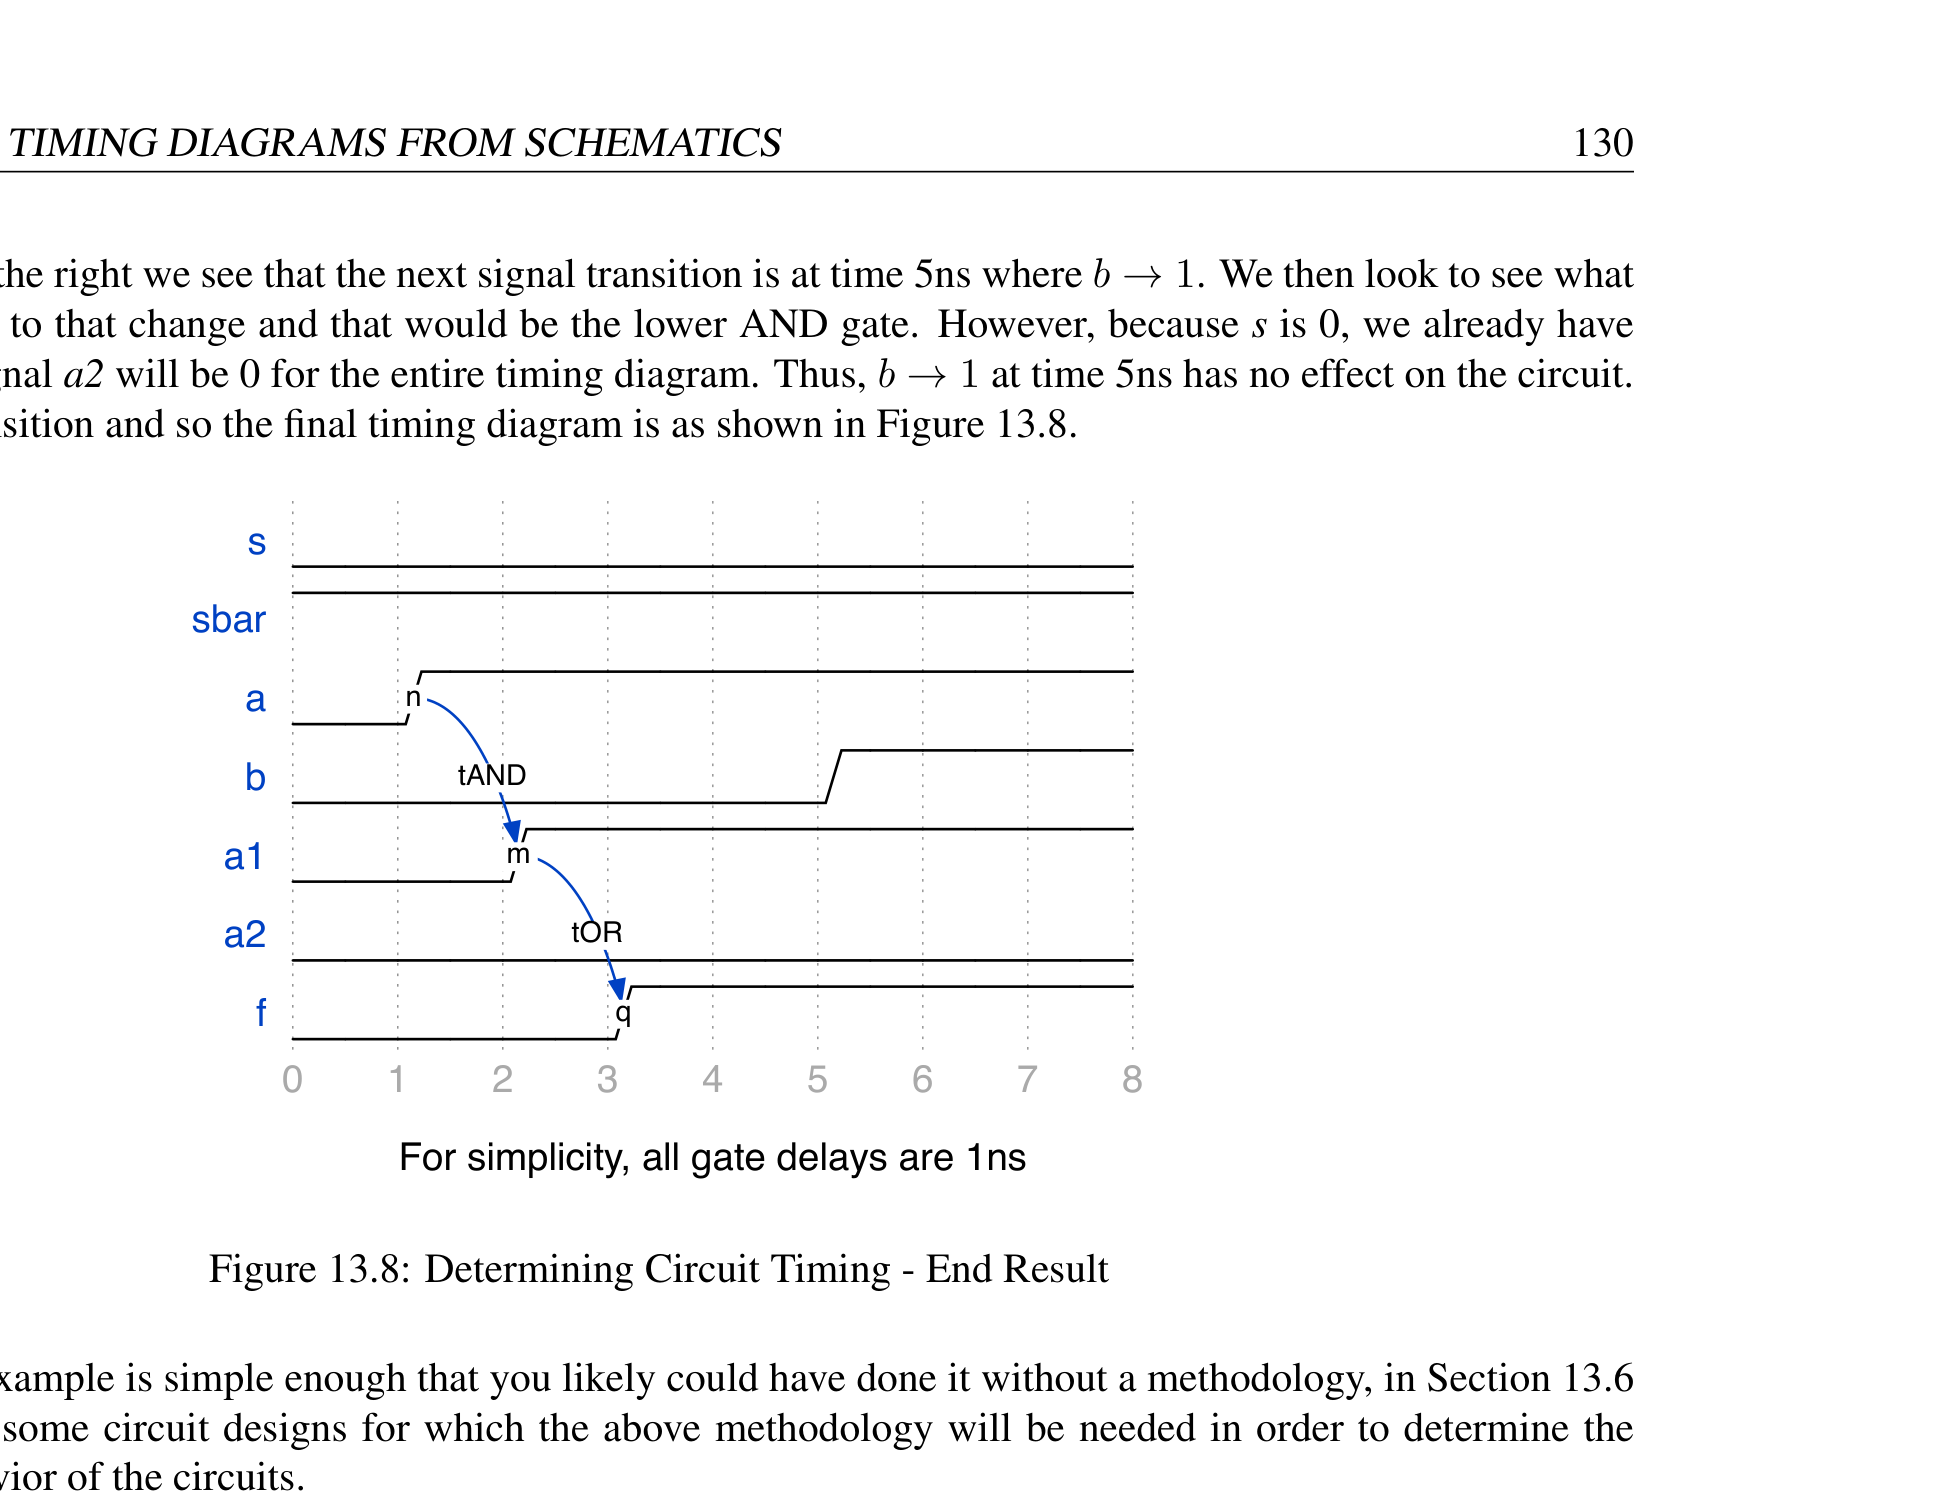 TIMING DIAGRAMS FROM SCHEMATICS 130
the right we see that the next signal transition is at time 5ns where b → 1. We then look to see what
to that change and that would be the lower AND gate. However, because s is 0, we already have
nal a2 will be 0 for the entire timing diagram. Thus, b → 1 at time 5ns has no effect on the circuit.
sition and so the final timing diagram is as shown in Figure 13.8.
s
sbar
a n
b tAND
a1 m
a2 tOR
f q
0 1 2 3 4 5 6 7 8
For simplicity, all gate delays are 1ns
Figure 13.8: Determining Circuit Timing - End Result
xample is simple enough that you likely could have done it without a methodology, in Section 13.6
some circuit designs for which the above methodology will be needed in order to determine the
vior of the circuits.